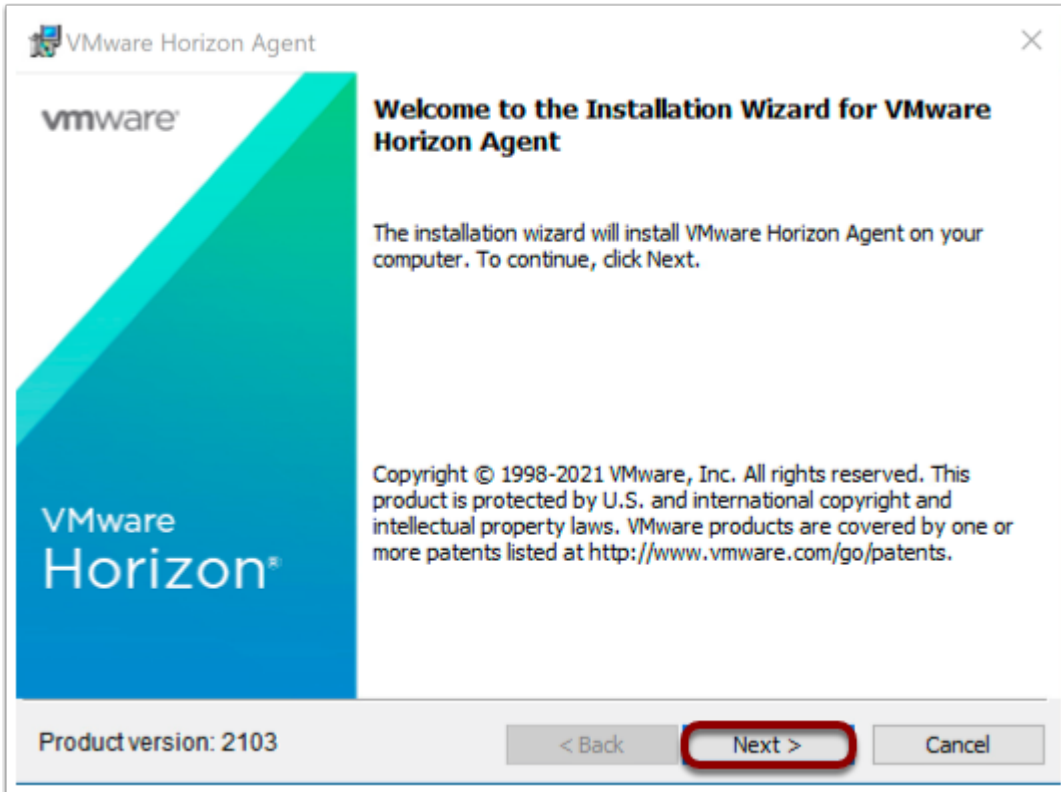 VMware Horizon Agent
vmware®
Welcome to the Installation Wizard for VMware
Horizon Agent
The installation wizard will install VMware Horizon Agent on your
computer. To continue, click Next.
Copyright © 1998-2021 VMware, Inc. All rights reserved. This
product is protected by U.S. and international copyright and
intellectual property laws. VMware products are covered by one or
more patents listed at http://www.vmware.com/go/patents.
VMware
Horizon®
Product version: 2103
< Back
Next >
Cancel